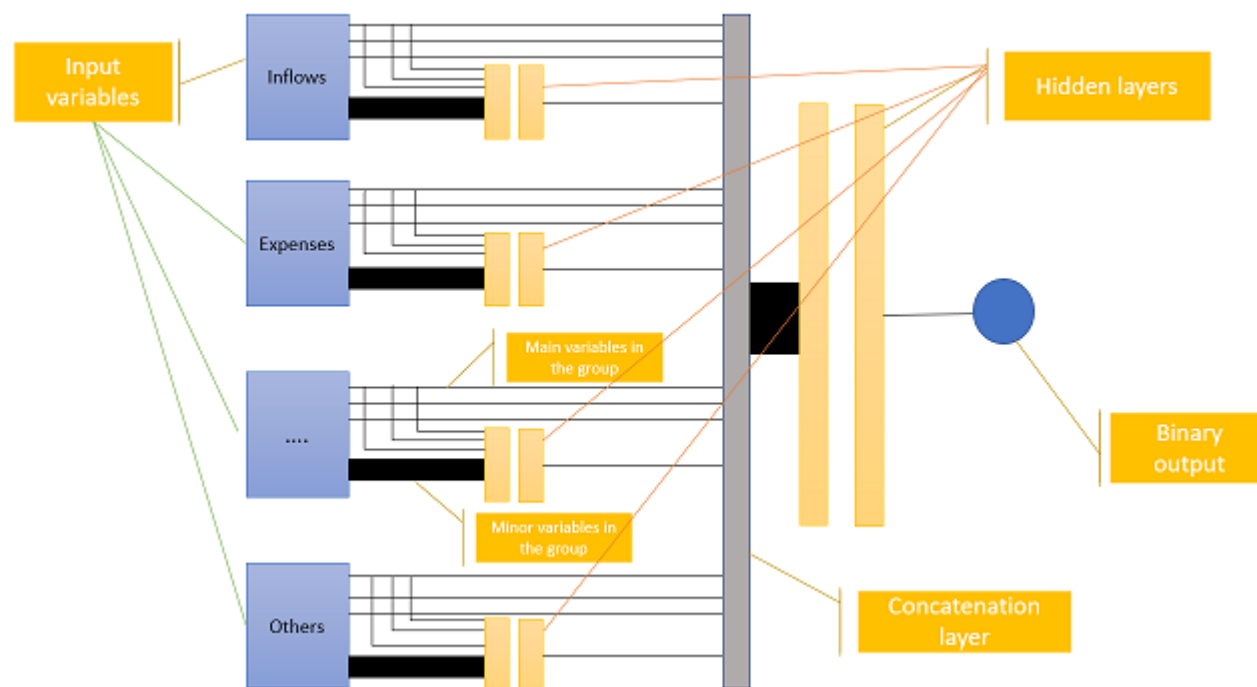 Input
variables
Inflows
Hidden layers
Expenses
Main variables in
the group
....
Binary
output
Minor variables in
the group
Others
Concatenation
layer